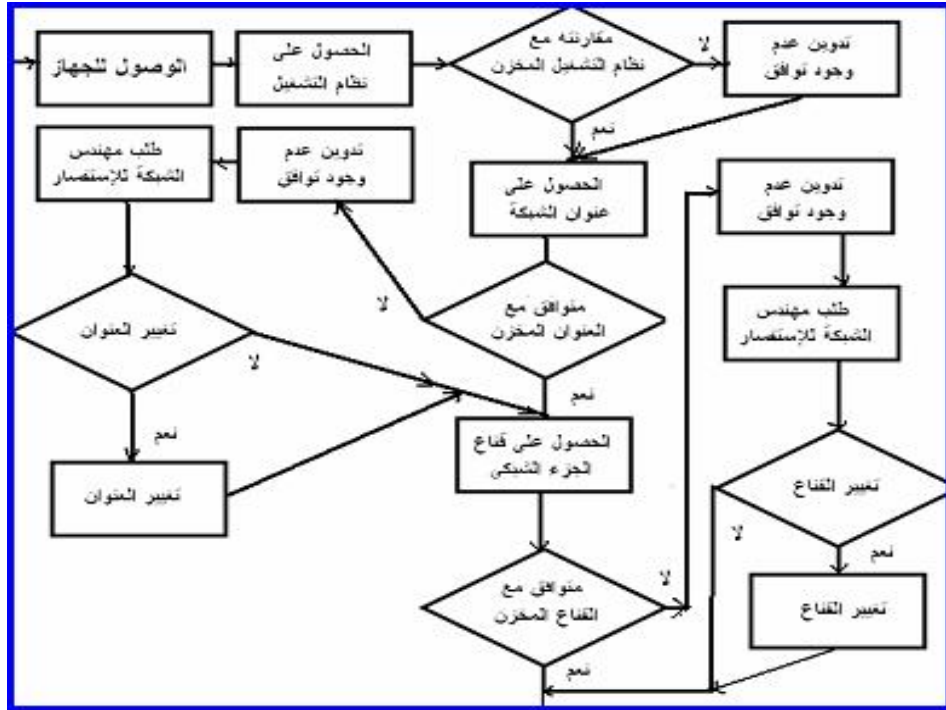 الوصول للجهاز
الحصول على
نظام التشغيل
مقارنته مع
نظام التشغيل المخزن
لا
تدوين عدم
وجود توافق
نعم
الحصول على
عنوان الشبكة
متوافق مع
العنوان المخزن
لا
تدوين عدم
وجود توافق
طلب مهندس
الشبكة للإستفسار
تغيير العنوان
لا
نعم
تغيير العنوان
نعم
الحصول على قناع
الجزء الشبكى
متوافق مع
القناع المخزن
لا
نعم
تدوين عدم
وجود توافق
طلب مهندس
الشبكة للإستفسار
تغيير القناع
لا
نعم
تغيير القناع